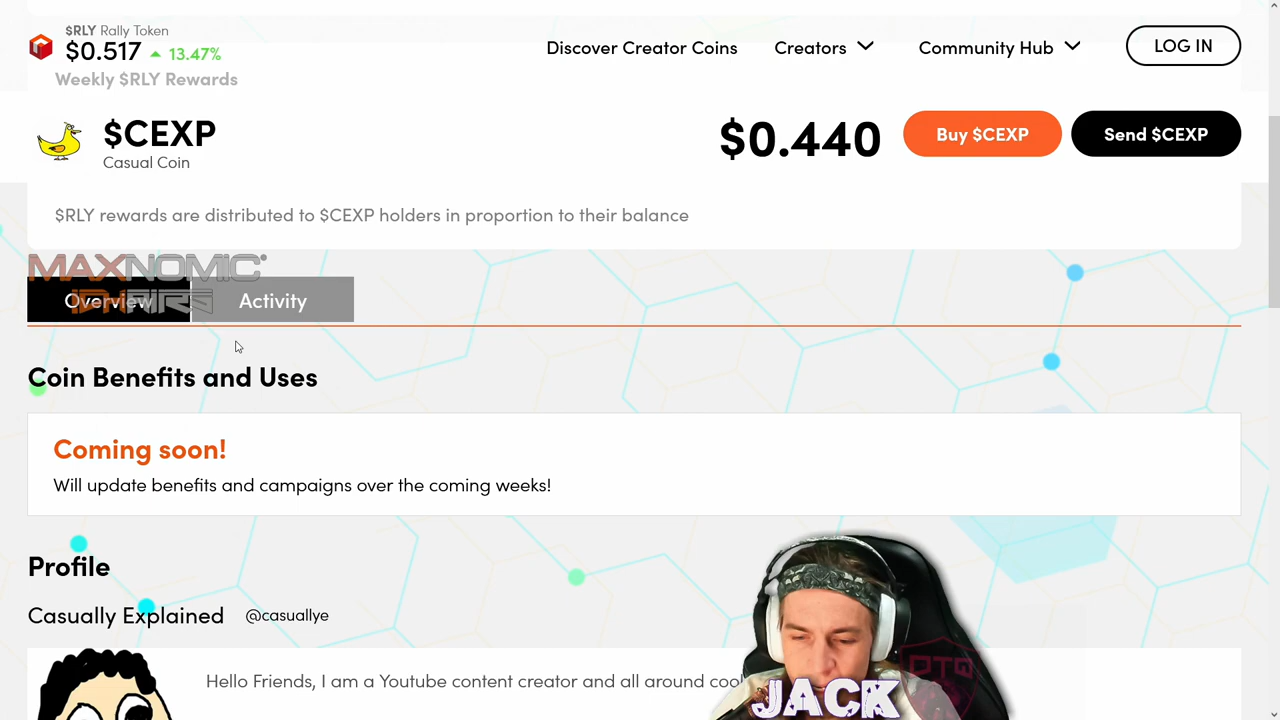 $RLY Rally Token
$0.517 13.47%
Weekly $RLY Rewards
Discover Creator Coins
Creators
Community Hub
LOG IN
$CEXP
Casual Coin
$0.440
Buy $CEXP
Send $CEXP
$RLY rewards are distributed to $CEXP holders in proportion to their balance
MAXNOMIC
Overview
Activity
Coin Benefits and Uses
Coming soon!
Will update benefits and campaigns over the coming weeks!
Profile
Casually Explained @casuallye
Hello Friends, I am a Youtube content creator and all around cool
JACK
PTG